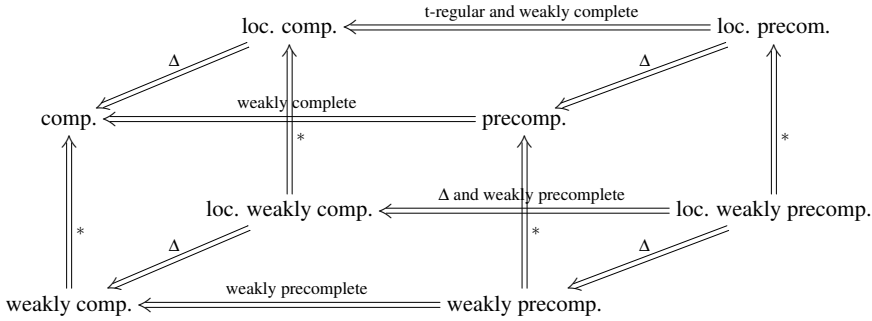 t-regular and weakly complete
loc. comp. loc. precom.
Δ Δ
weakly complete
comp. precomp.
* *
Δ and weakly precomplete
loc. weakly comp. loc. weakly precomp.
* *
Δ Δ
weakly precomplete
weakly comp. weakly precomp.